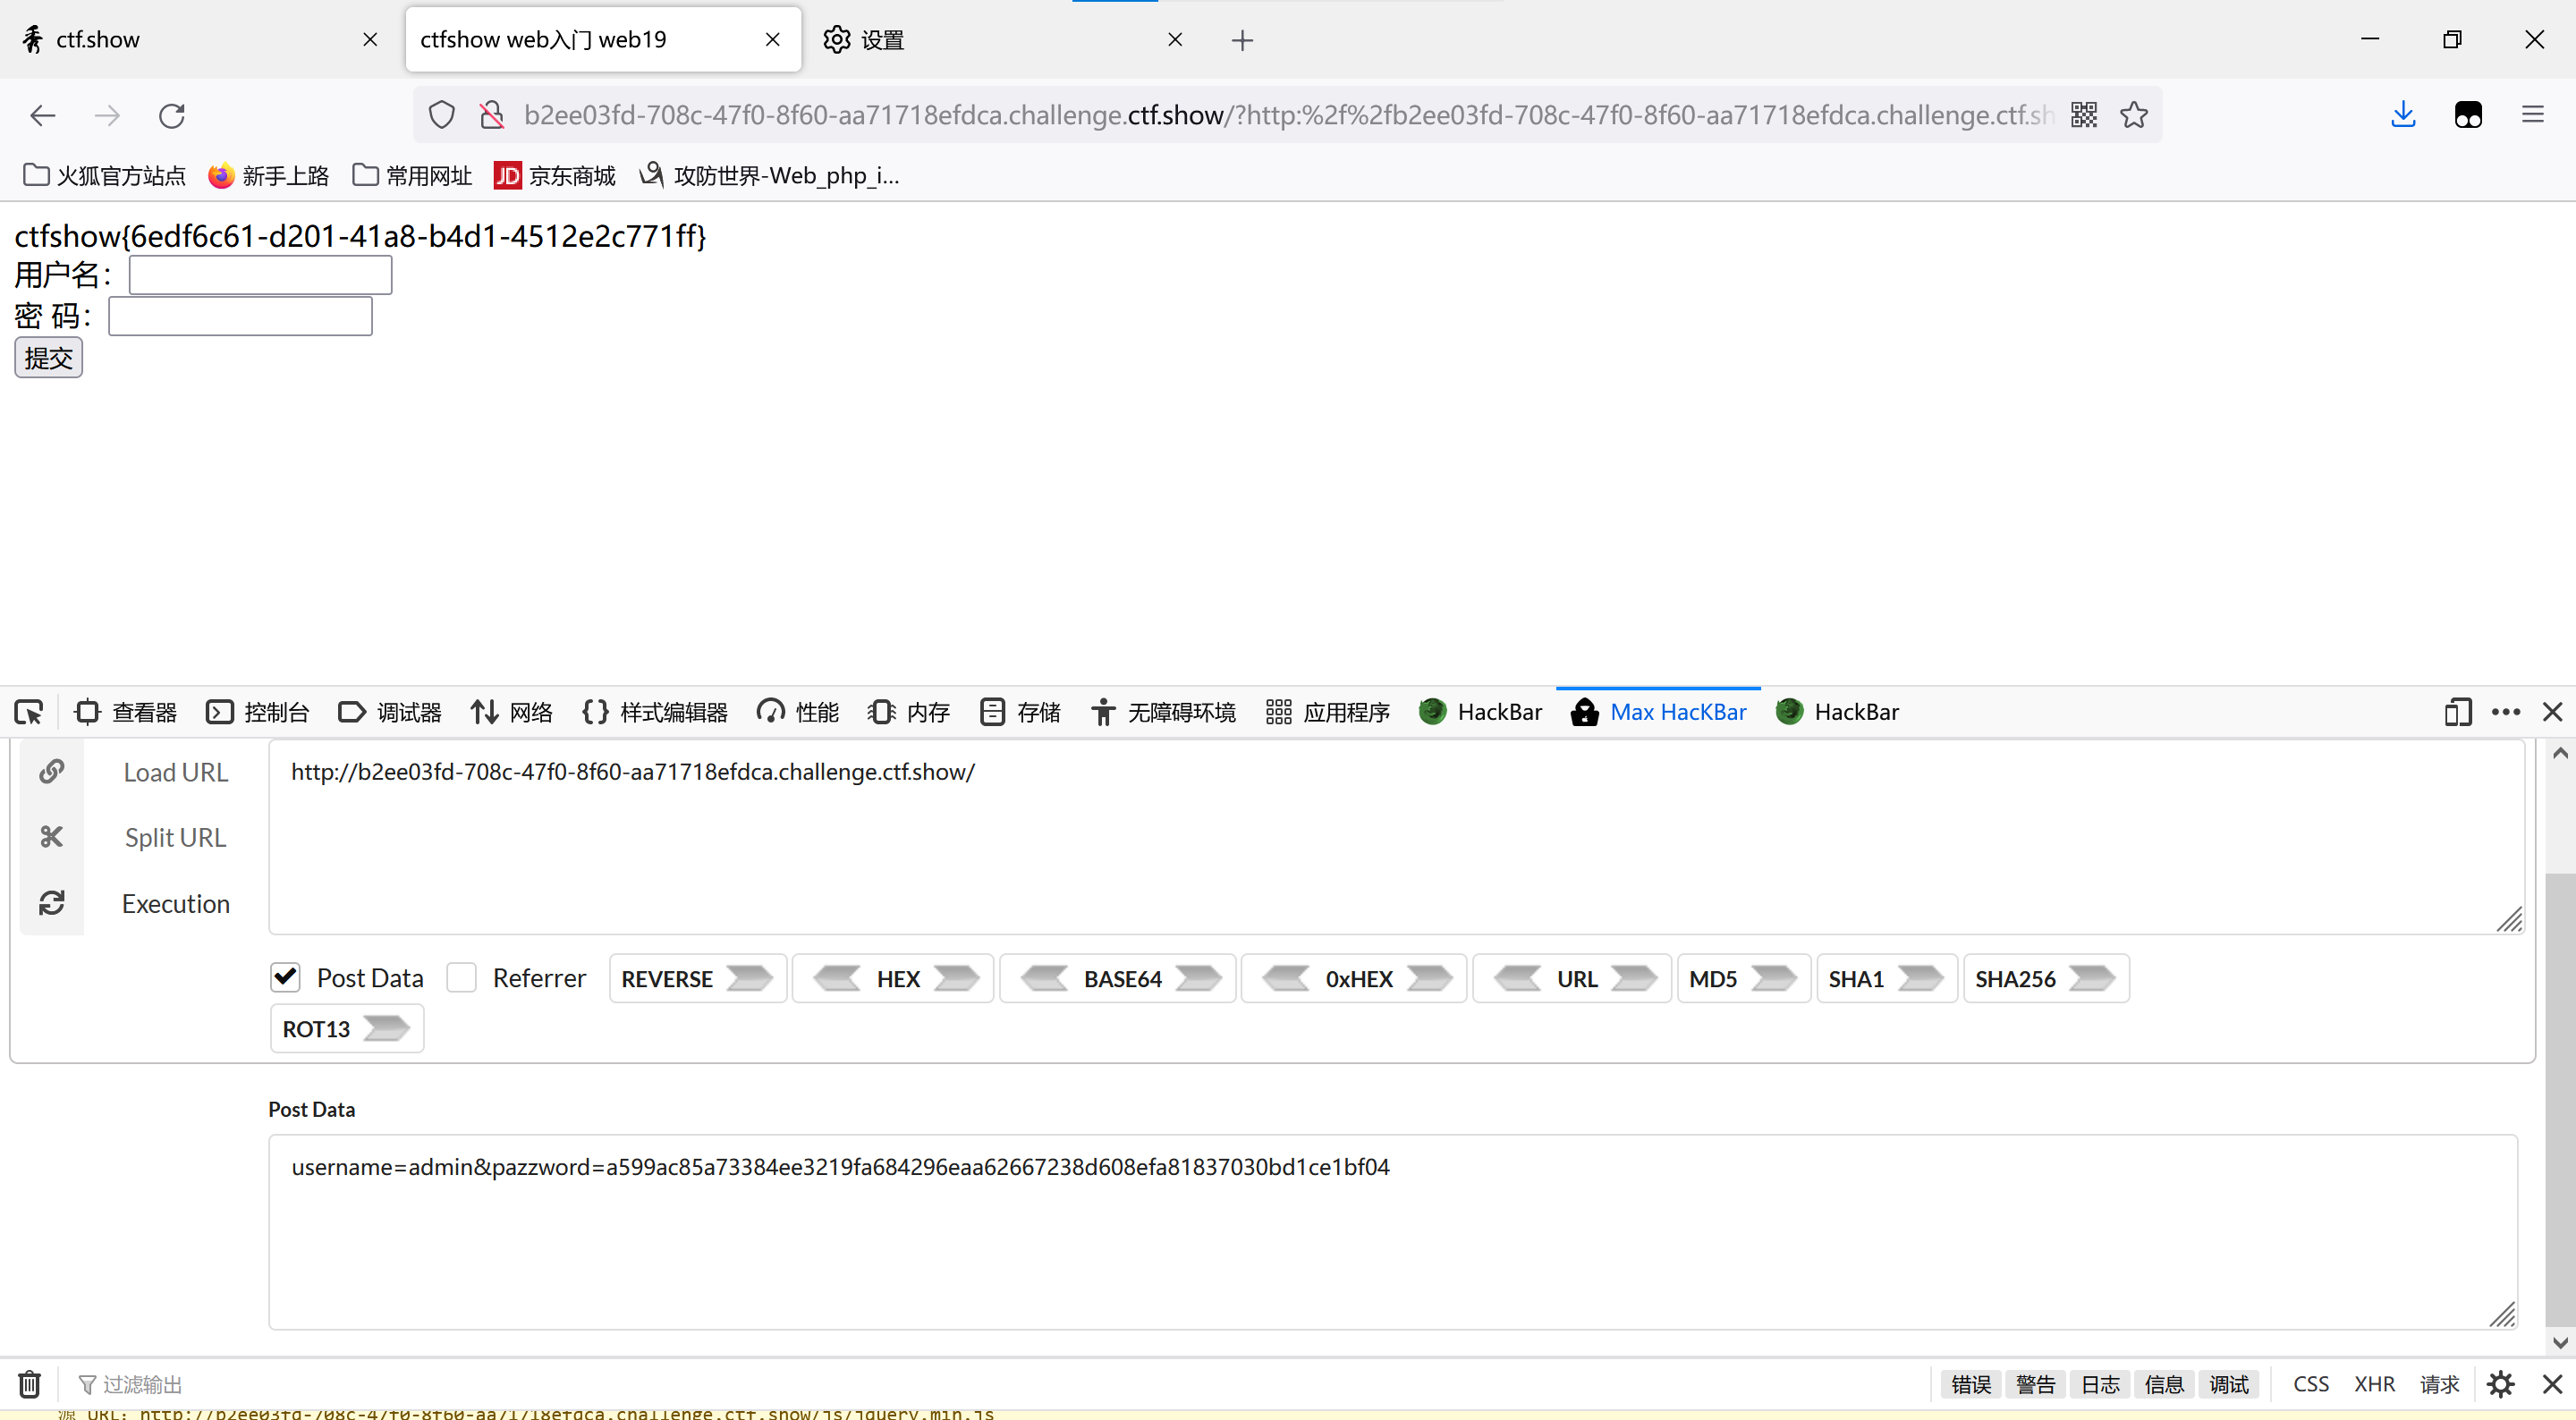 ctf.show
ctfshow web入门 web19
设置
b2ee03fd-708c-47f0-8f60-aa71718efdca.challenge.ctf.show/?http:%2f%2fb2ee03fd-708c-47f0-8f60-aa71718efdca.challenge.ctf.sh
火狐官方站点 新手上路 常用网址 JD 京东商城 攻防世界-Web_php_i...
ctfshow{6edf6c61-d201-41a8-b4d1-4512e2c771ff}
用户名：
密 码：
提交
查看器 控制台 调试器 网络 样式编辑器 性能 内存 存储 无障碍环境 应用程序 HackBar Max HacKBar HackBar
Load URL
http://b2ee03fd-708c-47f0-8f60-aa71718efdca.challenge.ctf.show/
Split URL
Execution
Post Data Referrer REVERSE HEX BASE64 0xHEX URL MD5 SHA1 SHA256
ROT13
Post Data
username=admin&pazzword=a599ac85a73384ee3219fa684296eaa62667238d608efa81837030bd1ce1bf04
过滤输出 错误 警告 日志 信息 调试 CSS XHR 请求
源 URL: http://b2ee03fd-708c-47f0-8f60-aa71718efdca.challenge.ctf.show/js/jquery.min.js